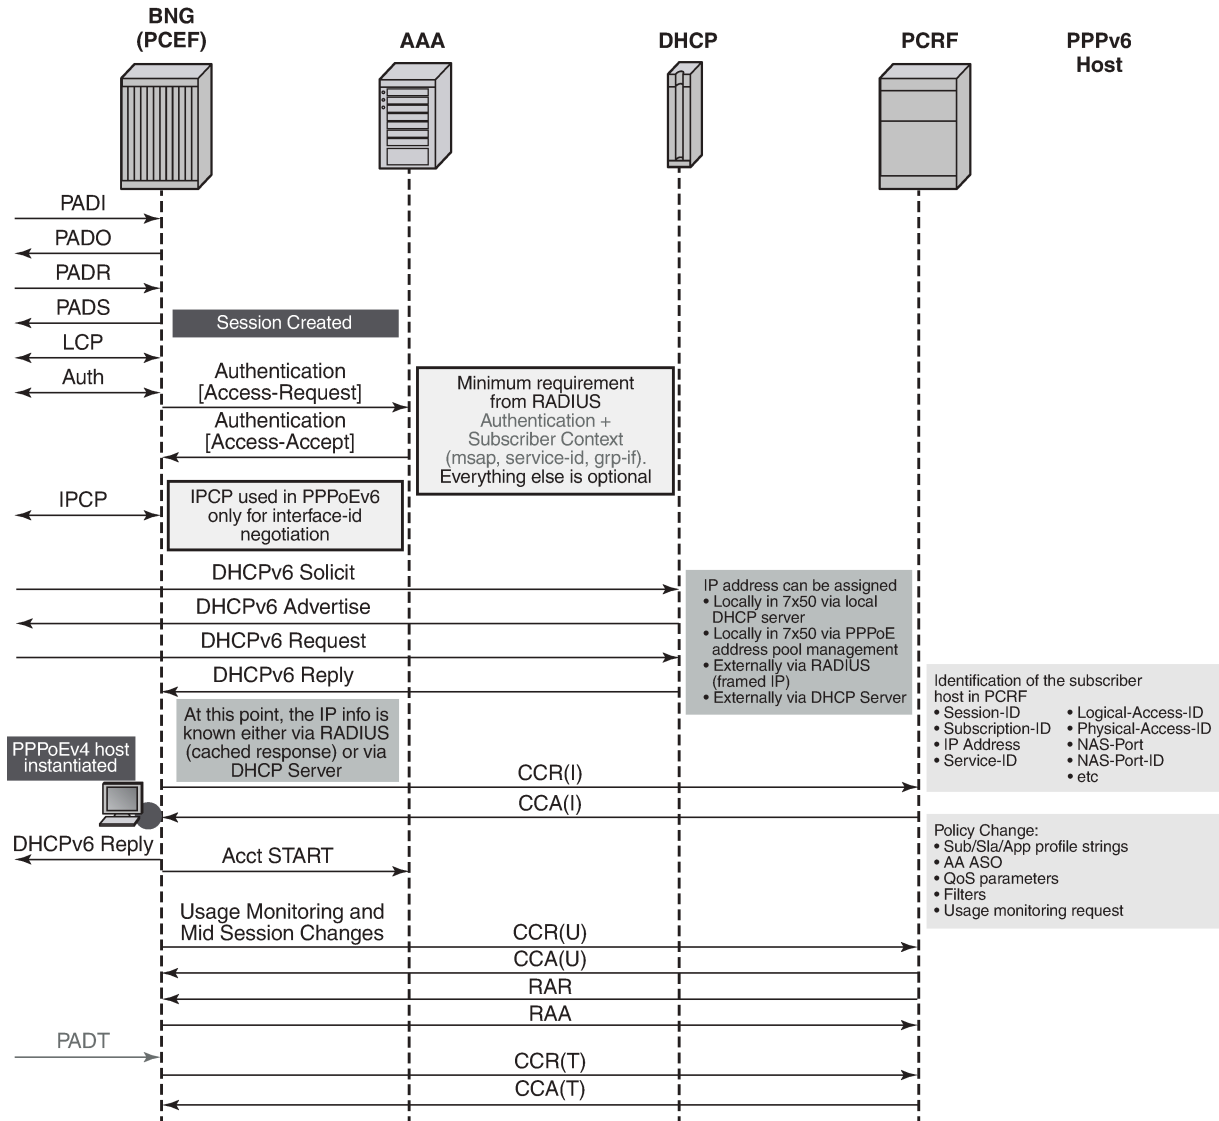 BNG
(PCEF)
AAA
DHCP
PCRF
PPPv6
Host
PADI
PADO
PADR
PADS
Session Created
LCP
Auth
Authentication
[Access-Request]
Authentication
[Access-Accept]
Minimum requirement
from RADIUS
Authentication +
Subscriber Context
(msap, service-id, grp-if).
Everything else is optional
IPCP
IPCP used in PPPoEv6
only for interface-id
negotiation
DHCPv6 Solicit
DHCPv6 Advertise
DHCPv6 Request
DHCPv6 Reply
IP address can be assigned
• Locally in 7x50 via local
DHCP server
• Locally in 7x50 via PPPoE
address pool management
• Externally via RADIUS
(framed IP)
• Externally via DHCP Server
At this point, the IP info is
known either via RADIUS
(cached response) or via
DHCP Server
Identification of the subscriber
host in PCRF
• Session-ID
• Subscription-ID
• IP Address
• Service-ID
• Logical-Access-ID
• Physical-Access-ID
• NAS-Port
• NAS-Port-ID
• etc
PPPoEv4 host
instantiated
CCR(I)
CCA(I)
DHCPv6 Reply
Acct START
Policy Change:
• Sub/Sla/App profile strings
• AA ASO
• QoS parameters
• Filters
• Usage monitoring request
Usage Monitoring and
Mid Session Changes
CCR(U)
CCA(U)
RAR
RAA
PADT
CCR(T)
CCA(T)